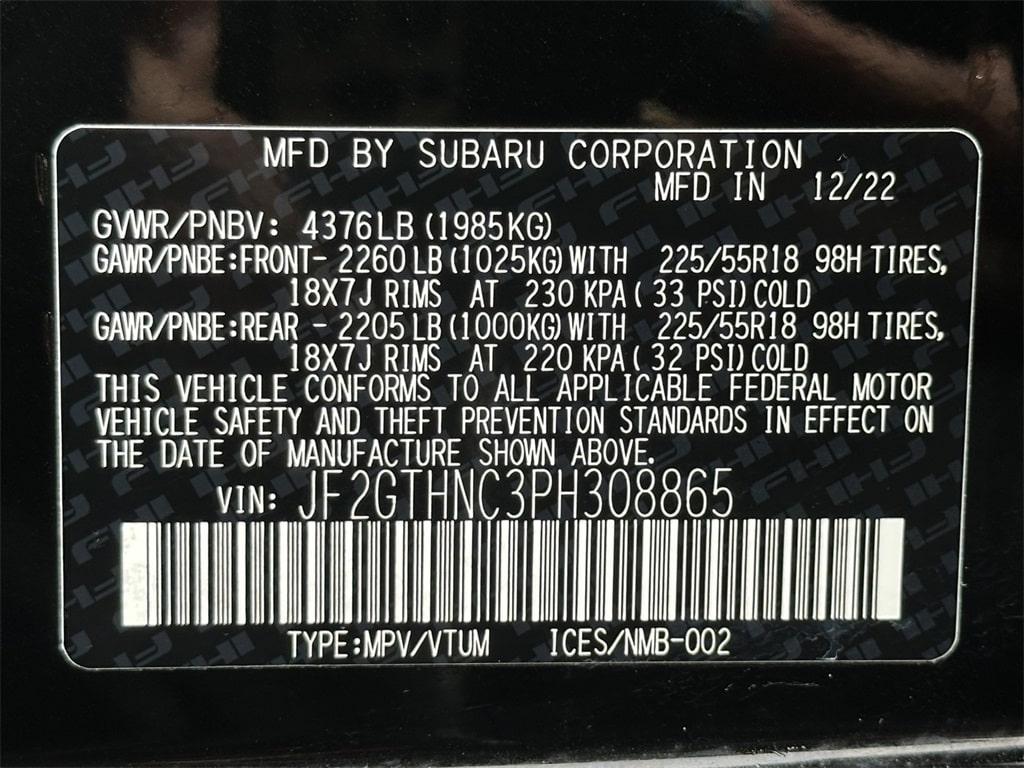 MFD BY SUBARU CORPORATION
MFD IN 12/22
GVWR/PNBV: 4376LB (1985KG)
GAWR/PNBE:FRONT- 2260 LB (1025KG) WITH 225/55R18 98H TIRES,
18X7J RIMS AT 230 KPA ( 33 PSI) COLD
GAWR/PNBE:REAR - 2205 LB (1000KG) WITH 225/55R18 98H TIRES,
18X7J RIMS AT 220 KPA ( 32 PSI) COLD
THIS VEHICLE CONFORMS TO ALL APPLICABLE FEDERAL MOTOR
VEHICLE SAFETY AND THEFT PREVENTION STANDARDS IN EFFECT ON
THE DATE OF MANUFACTURE SHOWN ABOVE.
VIN: JF2GTHNC3PH308865
TYPE:MPV/VTUM ICES/NMB-002